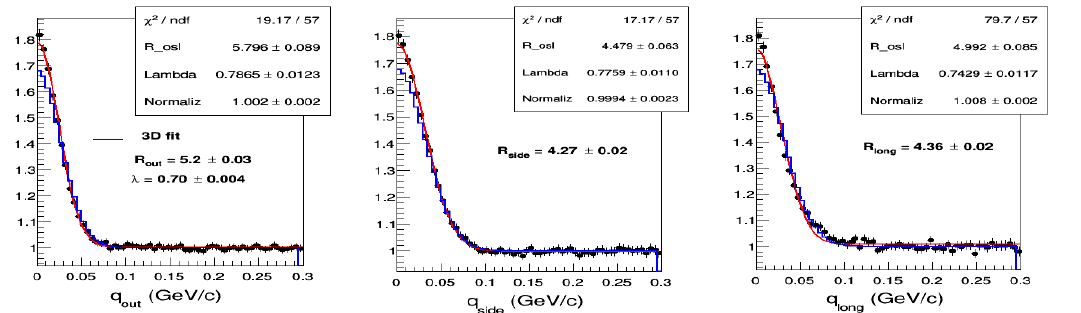 χ² / ndf 19.17 / 57
R_osl 5.796 ± 0.089
Lambda 0.7865 ± 0.0123
Normaliz 1.002 ± 0.002
3D fit
R_out = 5.2 ± 0.03
λ = 0.70 ± 0.004
1.8
1.7
1.6
1.5
1.4
1.3
1.2
1.1
1
0 0.05 0.1 0.15 0.2 0.25 0.3
q_out (GeV/c)
χ² / ndf 17.17 / 57
R_osl 4.479 ± 0.063
Lambda 0.7759 ± 0.0110
Normaliz 0.9994 ± 0.0023
R_side = 4.27 ± 0.02
1.8
1.7
1.6
1.5
1.4
1.3
1.2
1.1
1
0 0.05 0.1 0.15 0.2 0.25 0.3
q_side (GeV/c)
χ² / ndf 79.7 / 57
R_osl 4.992 ± 0.085
Lambda 0.7429 ± 0.0117
Normaliz 1.008 ± 0.002
R_long = 4.36 ± 0.02
1.8
1.7
1.6
1.5
1.4
1.3
1.2
1.1
1
0 0.05 0.1 0.15 0.2 0.25 0.3
q_long (GeV/c)